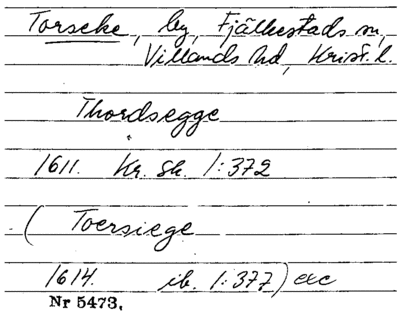 Torseke, by, Fjälkestads sn,
Villands hd, Krist. l.
Thordsegge
1611. Kr. Sk. 1:372
( Toersiege
1614. ib. 1:377) exc
Nr 5473.